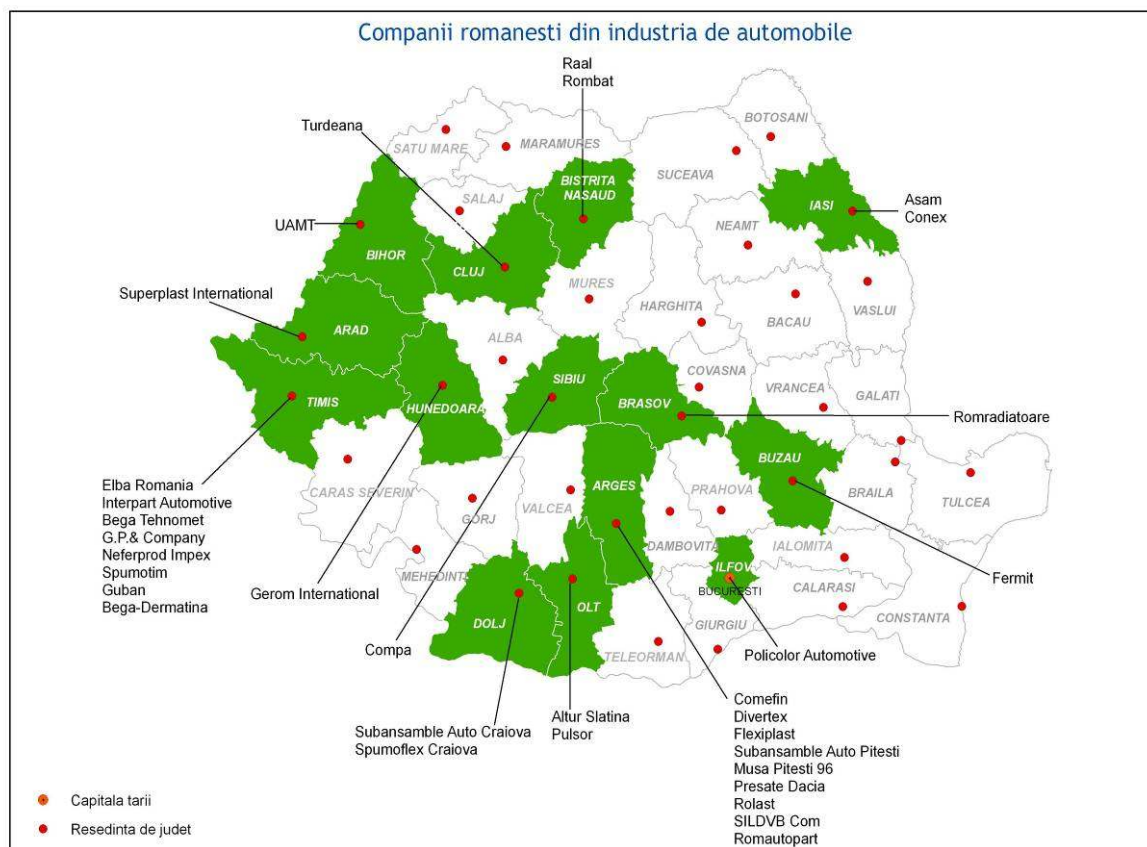 Companii romanesti din industria de automobile
Raal
Rombat
Turdeana
BOTOSANI
SATU MARE
MARAMURES
SUCEAVA
BISTRITA
NASAUD
SALAJ
IASI
Asam
Conex
UAMT
NEAMT
BIHOR
CLUJ
MURES
Superplast International
HARGHITA
BACAU
VASLUI
ARAD
ALBA
COVASNA
VRANCEA
GALATI
TIMIS
HUNEDOARA
SIBIU
BRASOV
Romradiatoare
BUZAU
Elba Romania
Interpart Automotive
Bega Tehnomet
G.P.& Company
Neferprod Impex
Spumotim
Guban
Bega-Dermatina
CARAS SEVERIN
GORJ
VALCEA
ARGES
PRAHOVA
BRAILA
TULCEA
DAMBOVITA
IALOMITA
MEHEDINTI
ILFOV
BUCURESTI
CALARASI
Fermit
Gerom International
DOLJ
OLT
GIURGIU
CONSTANTA
Compa
TELEORMAN
Policolor Automotive
Subansamble Auto Craiova
Spumoflex Craiova
Altur Slatina
Pulsor
Comefin
Divertex
Flexiplast
Subansamble Auto Pitesti
Musa Pitesti 96
Presate Dacia
Rolast
SILDVB Com
Romautopart
Capitala tarii
Resedinta de judet